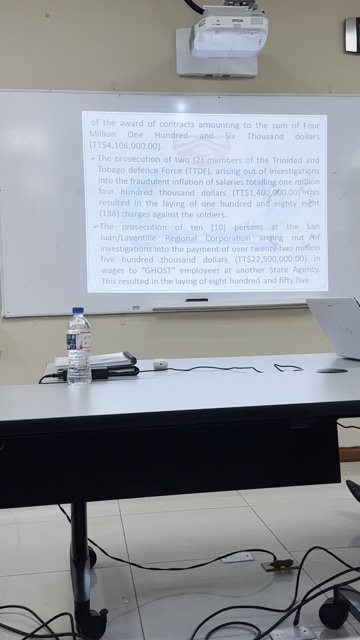 EPSON
of the award of contracts amounting to the sum of Four
Million One Hundred and Six Thousand dollars
(TT$4,106,000.00).
➢The prosecution of two (2) members of the Trinidad and
Tobago defence Force (TTDF), arising out of investigations
into the fraudulent inflation of salaries totalling one million
four hundred thousand dollars (TT$1,400,000.00) this
resulted in the laying of one hundred and eighty eight
(188) charges against the soldiers.
➢The prosecution of ten (10) persons at the San
Juan/Laventille Regional Corporation arising out of
investigations into the payment of over twenty two million
five hundred thousand dollars (TT$22,500,000.00) in
wages to "GHOST" employees at another State Agency.
This resulted in the laying of eight hundred and fifty five